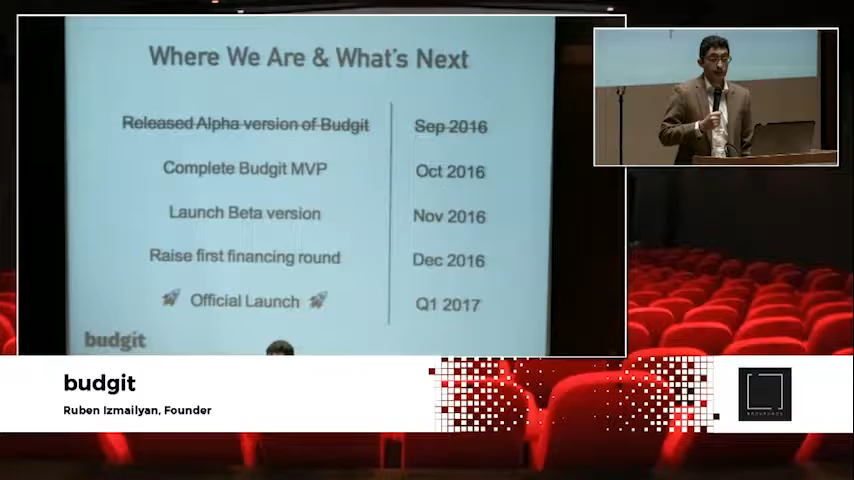 Where We Are & What's Next
Released Alpha version of Budgit Sep 2016
Complete Budgit MVP Oct 2016
Launch Beta version Nov 2016
Raise first financing round Dec 2016
🚀 Official Launch 🚀 Q1 2017
budgit
budgit
Ruben Izmailyan, Founder